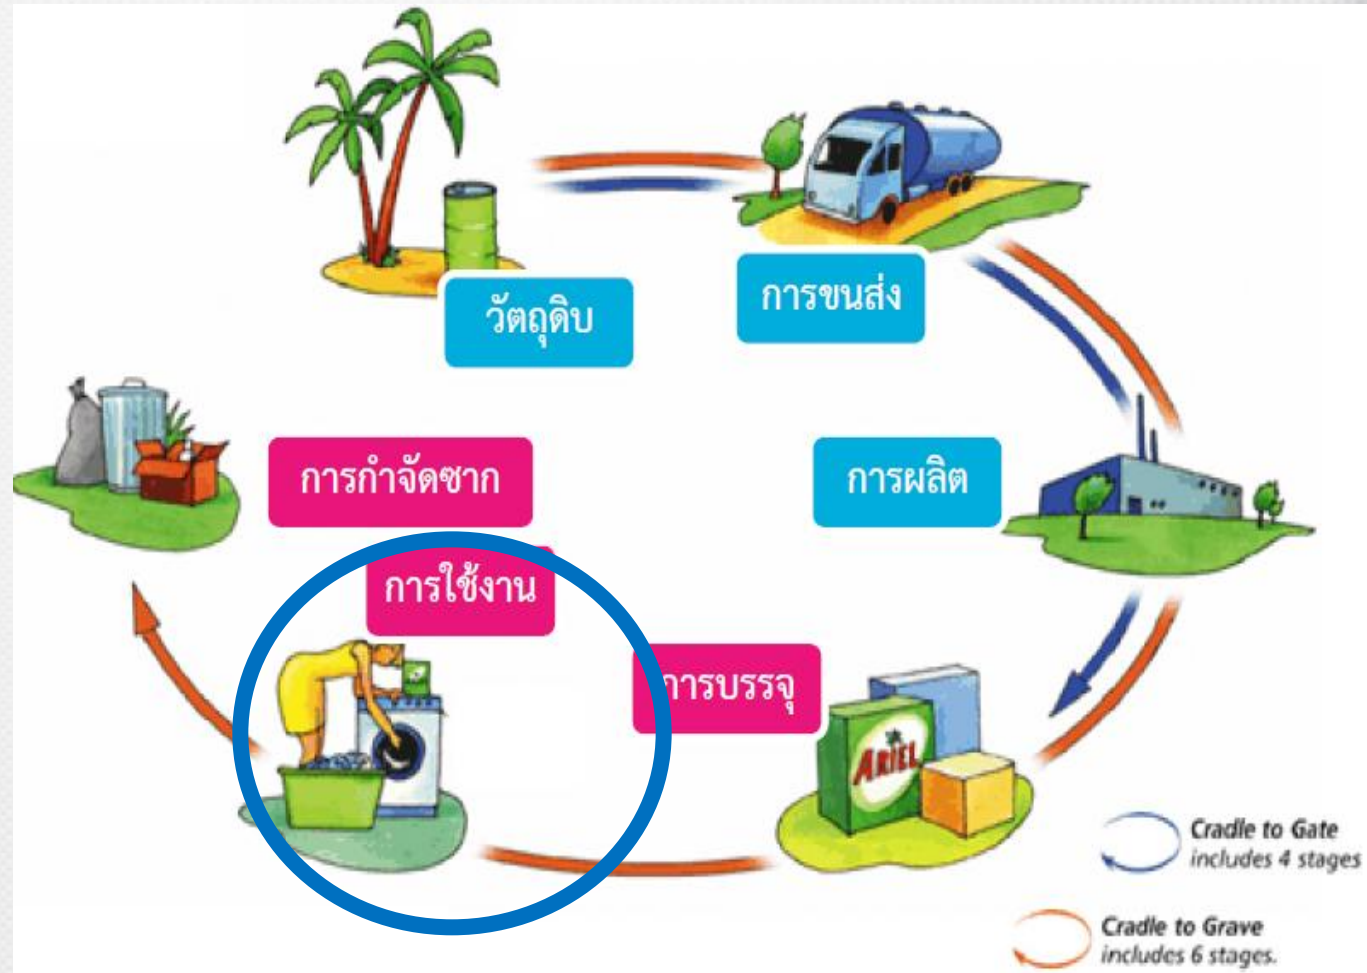 วัตถุดิบ
การขนส่ง
การผลิต
การบรรจุ
ARIEL
การใช้งาน
การกำจัดซาก
Cradle to Gate
includes 4 stages
Cradle to Grave
includes 6 stages.